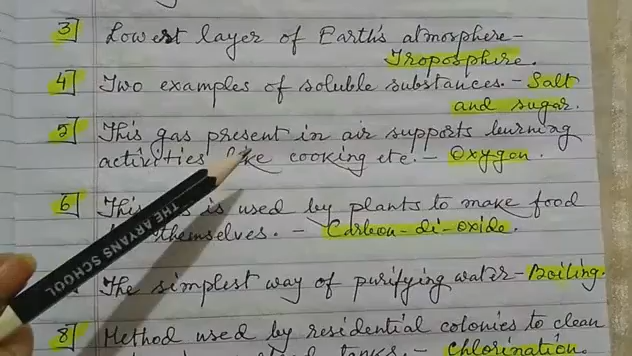 3] Lowest layer of Earth's atmosphere-
Troposphere.
4] Two examples of soluble substances. - Salt
and sugar.
5] This gas present in air supports burning
activities like cooking etc. - Oxygen.
6] This is used by plants to make food
themselves. - Carbon-di-oxide.
The simplest way of purifying water - Boiling.
8] Method used by residential colonies to clean
tanks. - Chlorination.
THE ARYANS SCHOOL